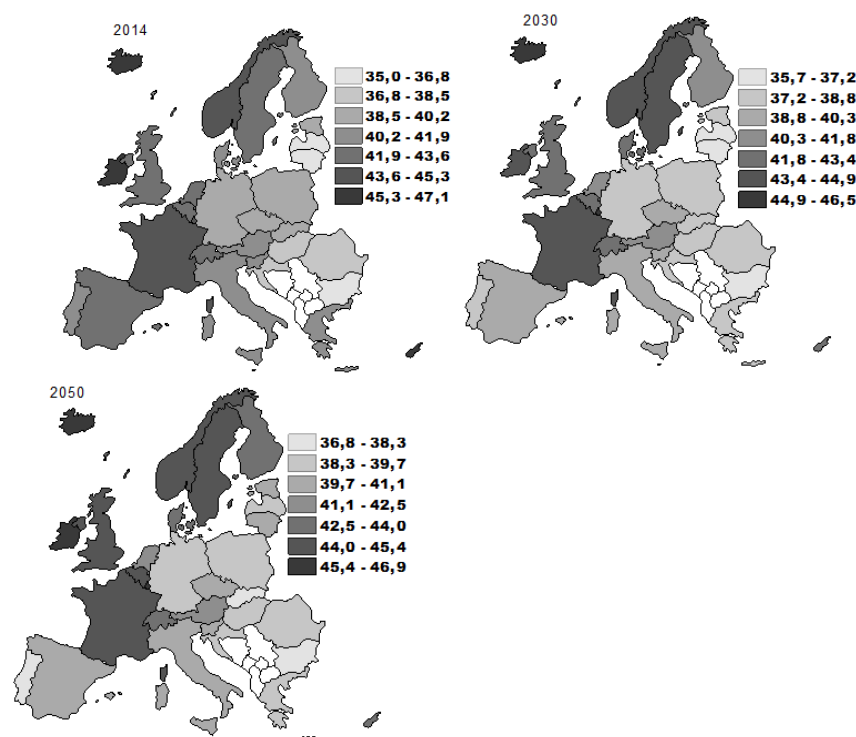 2014
35,0 - 36,8
36,8 - 38,5
38,5 - 40,2
40,2 - 41,9
41,9 - 43,6
43,6 - 45,3
45,3 - 47,1
2030
35,7 - 37,2
37,2 - 38,8
38,8 - 40,3
40,3 - 41,8
41,8 - 43,4
43,4 - 44,9
44,9 - 46,5
2050
36,8 - 38,3
38,3 - 39,7
39,7 - 41,1
41,1 - 42,5
42,5 - 44,0
44,0 - 45,4
45,4 - 46,9